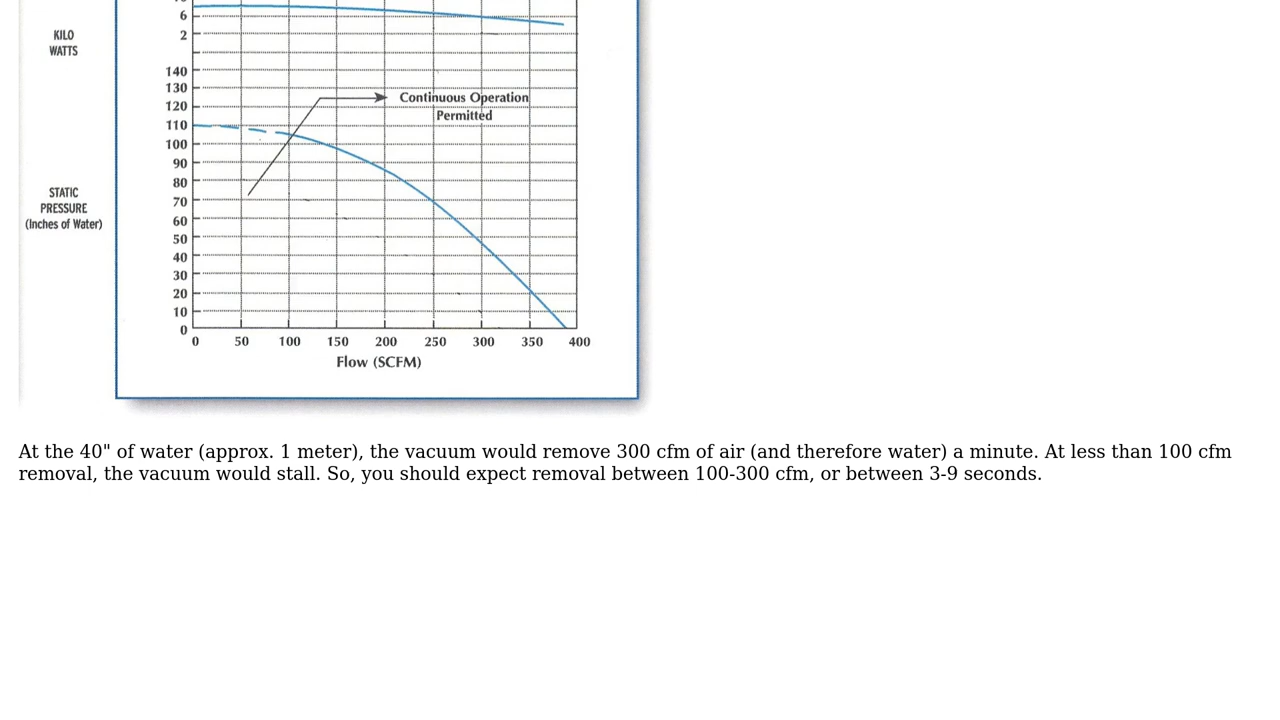 6
2
KILO
WATTS
140
130
120
110
100
90
80
70
60
50
40
30
20
10
0
Continuous Operation
Permitted
STATIC
PRESSURE
(Inches of Water)
0 50 100 150 200 250 300 350 400
Flow (SCFM)
At the 40" of water (approx. 1 meter), the vacuum would remove 300 cfm of air (and therefore water) a minute. At less than 100 cfm
removal, the vacuum would stall. So, you should expect removal between 100-300 cfm, or between 3-9 seconds.